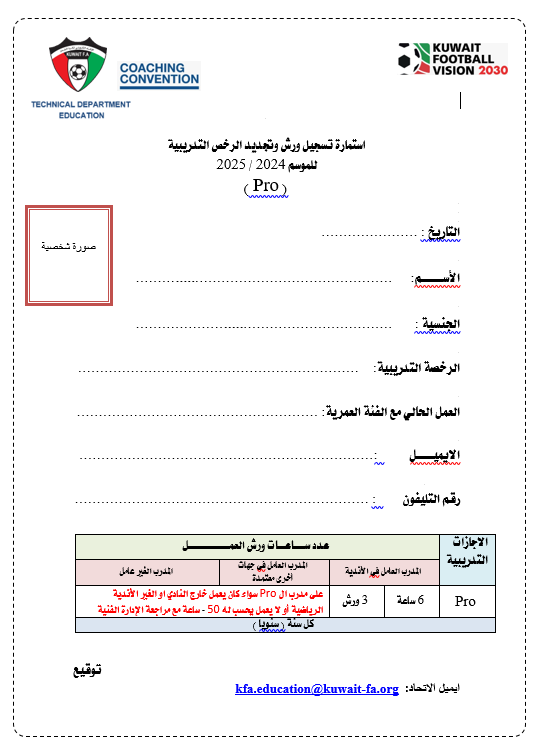 KUWAIT F.A
COACHING
CONVENTION
TECHNICAL DEPARTMENT
EDUCATION
KUWAIT
FOOTBALL
VISION 2030
استمارة تسجيل ورش وتجديد الرخص التدريبية
للموسم 2024 / 2025
( Pro )
صورة شخصية
التاريخ : .....................
الأســـم: .....................................................
الجنسية : .....................................................
الرخصة التدريبية: .....................................................
العمل الحالي مع الفئة العمرية: .....................................................
الايميـــل : .....................................................
رقم التليفون : .....................................................
الاجازات التدريبية
عدد ســاعــات ورش العمـــــــــل
المدرب العامل في الأندية
المدرب العامل في جهات أخرى معتمدة
المدرب الغير عامل
Pro
6 ساعة
3 ورش
على مدرب ال Pro سواء كان يعمل خارج النادي او الغير الأندية
الرياضية أو لا يعمل يحسب له 50 - ساعة مع مراجعة الإدارة الفنية
كل سنة ( سنويا )
توقيع
ايميل الاتحاد: kfa.education@kuwait-fa.org